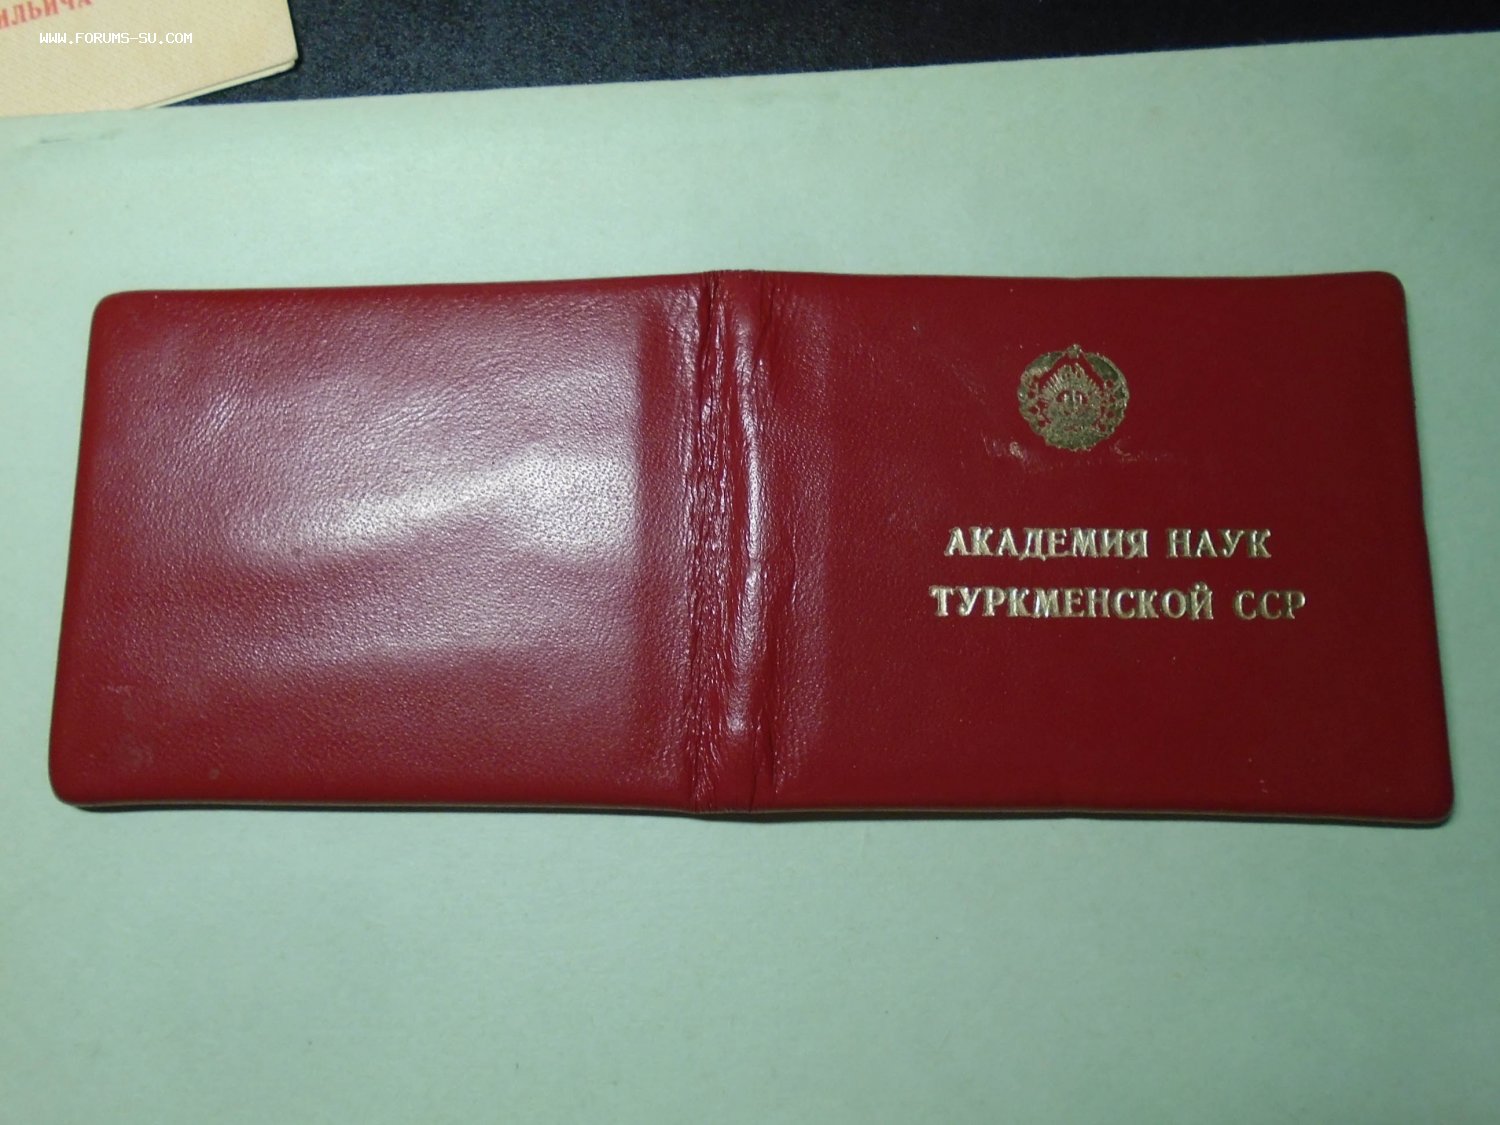 ИЛЬИЧА
WWW.FORUMS-SU.COM
АКАДЕМИЯ НАУК
ТУРКМЕНСКОЙ ССР